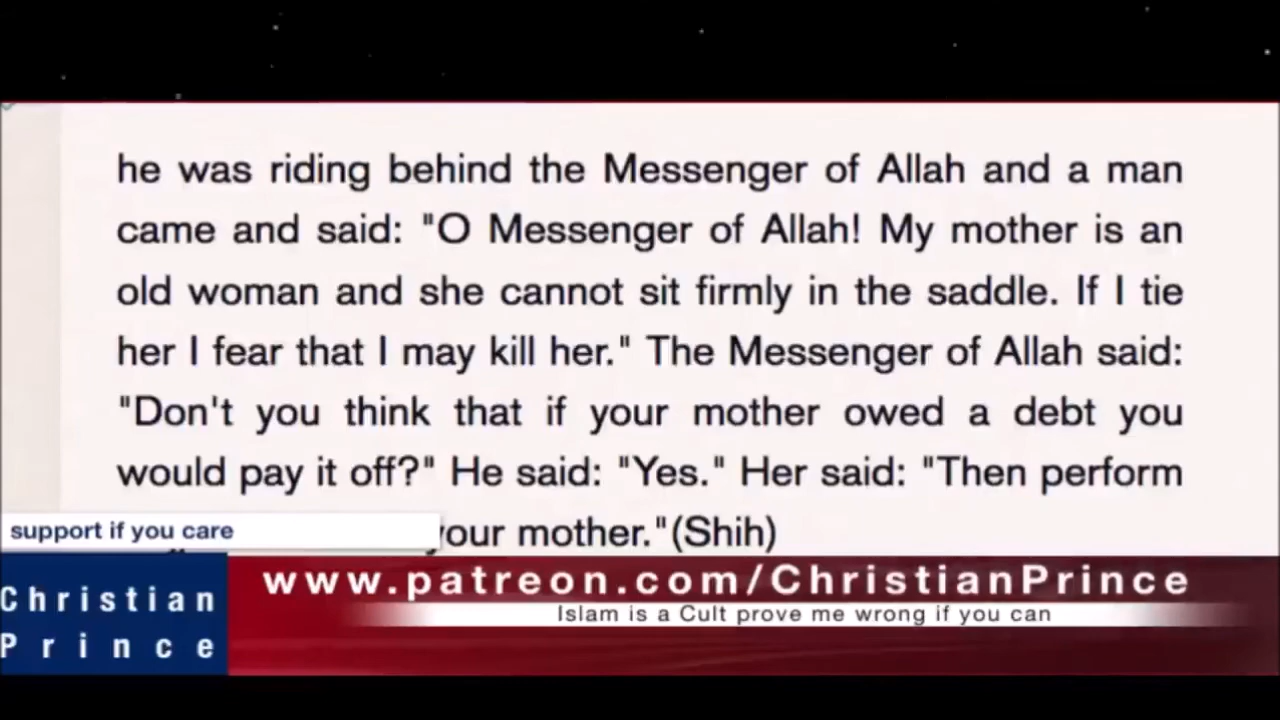 he was riding behind the Messenger of Allah and a man
came and said: "O Messenger of Allah! My mother is an
old woman and she cannot sit firmly in the saddle. If I tie
her I fear that I may kill her." The Messenger of Allah said:
"Don't you think that if your mother owed a debt you
would pay it off?" He said: "Yes." Her said: "Then perform
your mother."(Shih)
support if you care
www.patreon.com/ChristianPrince
Islam is a Cult prove me wrong if you can
Christian
Prince